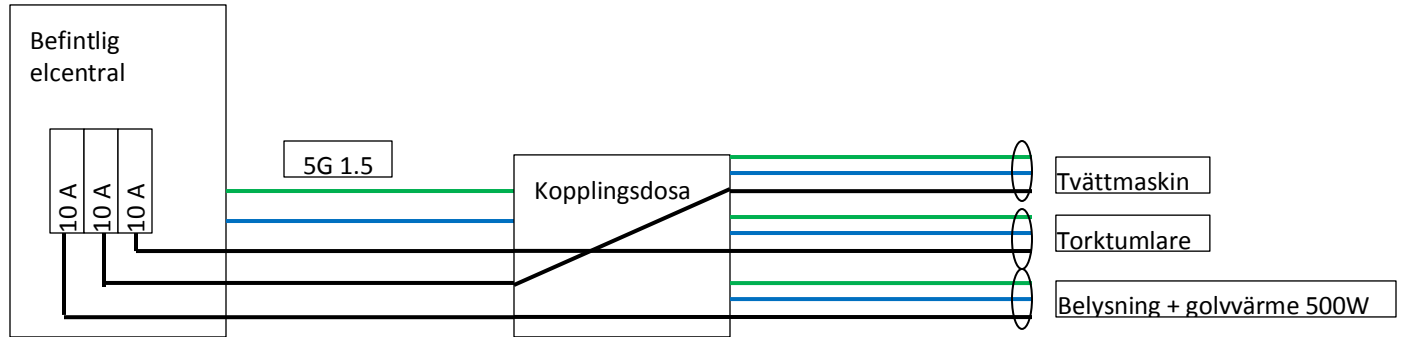 Befintlig
elcentral
10 A
10 A
10 A
5G 1.5
Kopplingsdosa
Tvättmaskin
Torktumlare
Belysning + golvvärme 500W